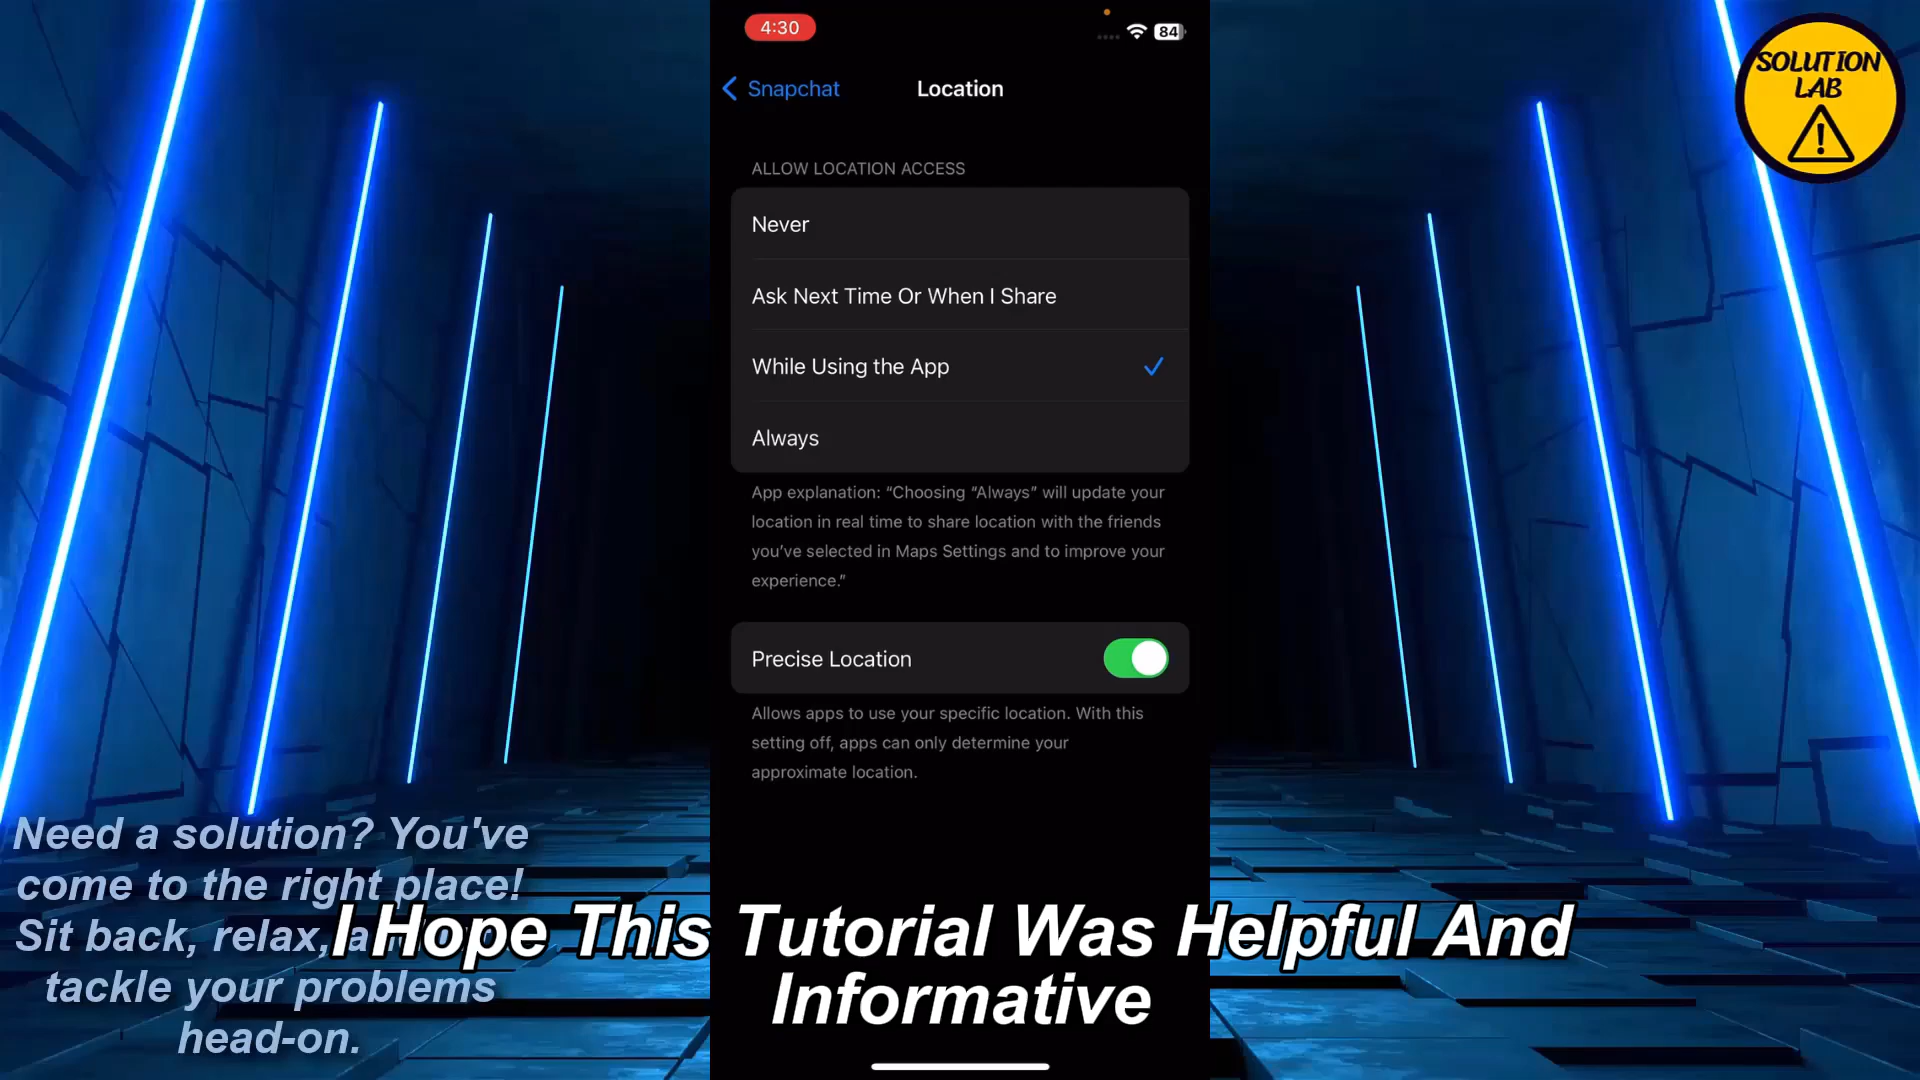 4:30
84
Snapchat
Location
SOLUTION
LAB
ALLOW LOCATION ACCESS
Never
Ask Next Time Or When I Share
While Using the App
Always
App explanation: “Choosing “Always” will update your
location in real time to share location with the friends
you’ve selected in Maps Settings and to improve your
experience.”
Precise Location
Allows apps to use your specific location. With this
setting off, apps can only determine your
approximate location.
Need a solution? You've
come to the right place!
Sit back, relax,
tackle your problems
head-on.
I Hope This Tutorial Was Helpful And
Informative